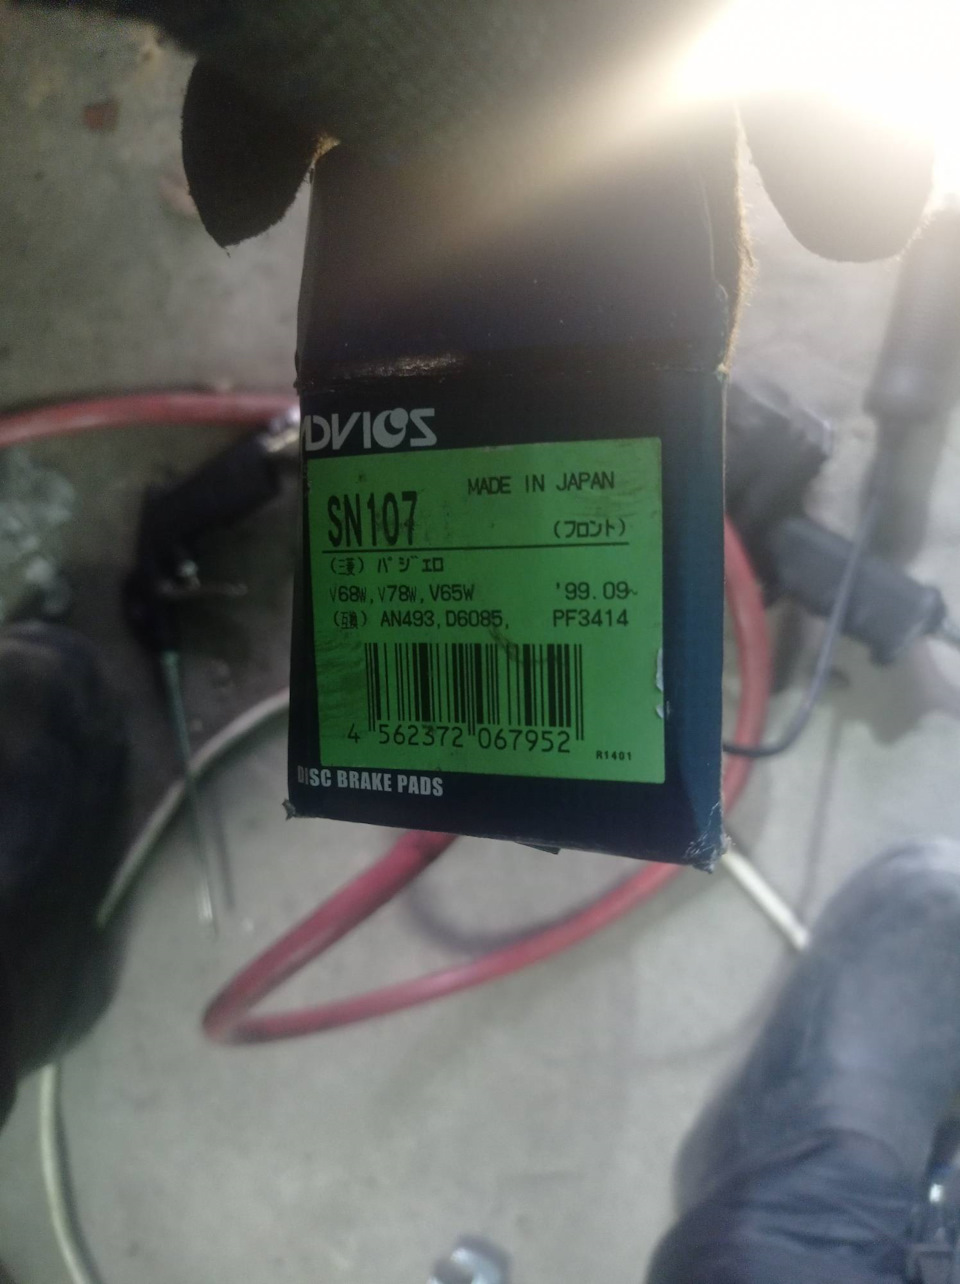 ADVICS
MADE IN JAPAN
SN107
(フロント)
(三菱) パジェロ
V68W, V78W, V65W '99.09~
(互換) AN493, D6085, PF3414
4 562372 067952
R1401
DISC BRAKE PADS